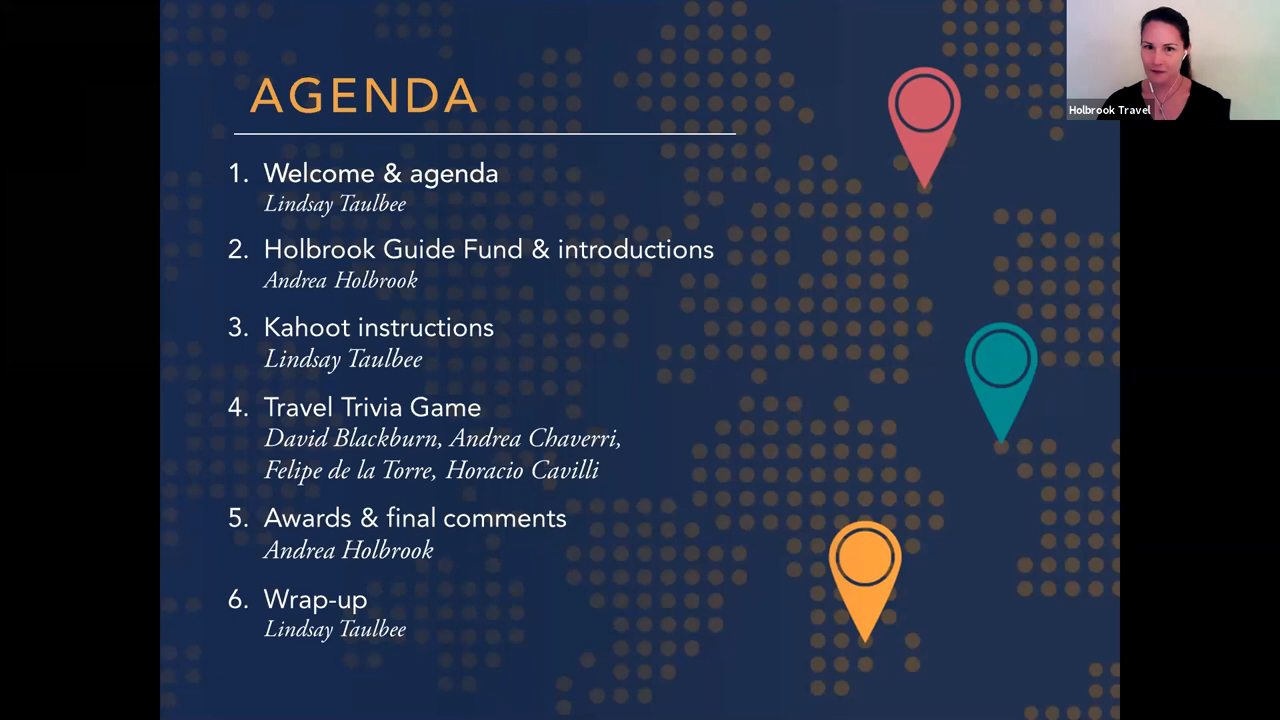 AGENDA
1. Welcome & agenda
Lindsay Taulbee
2. Holbrook Guide Fund & introductions
Andrea Holbrook
3. Kahoot instructions
Lindsay Taulbee
4. Travel Trivia Game
David Blackburn, Andrea Chaverri,
Felipe de la Torre, Horacio Cavilli
5. Awards & final comments
Andrea Holbrook
6. Wrap-up
Lindsay Taulbee
Holbrook Travel